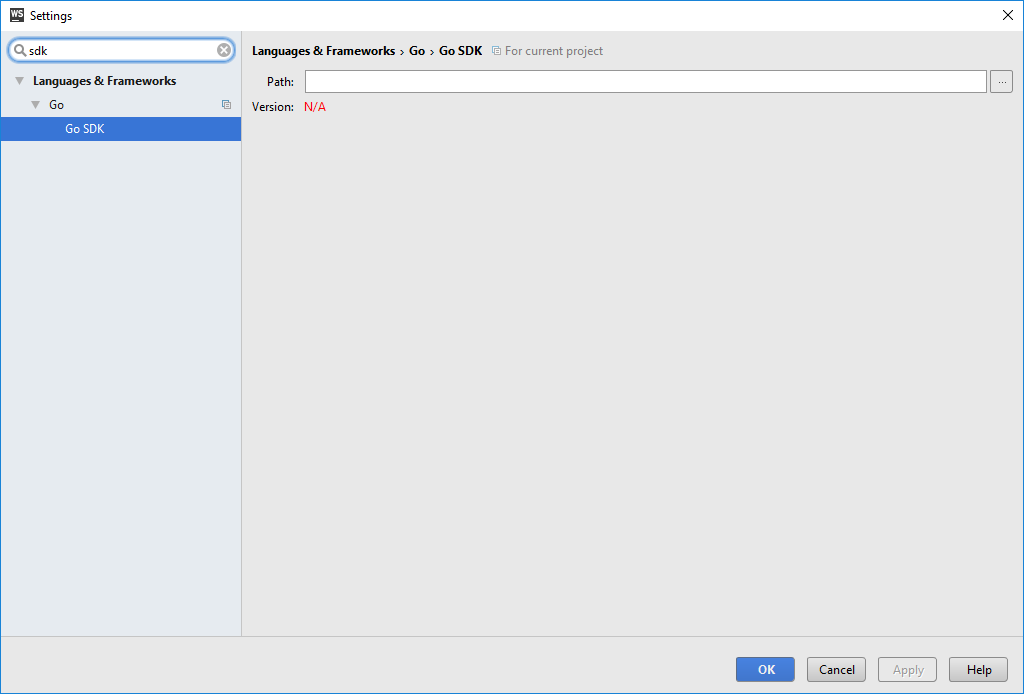 WS Settings
sdk
Languages & Frameworks
Go
Go SDK
Languages & Frameworks › Go › Go SDK For current project
Path: ...
Version: N/A
OK Cancel Apply Help